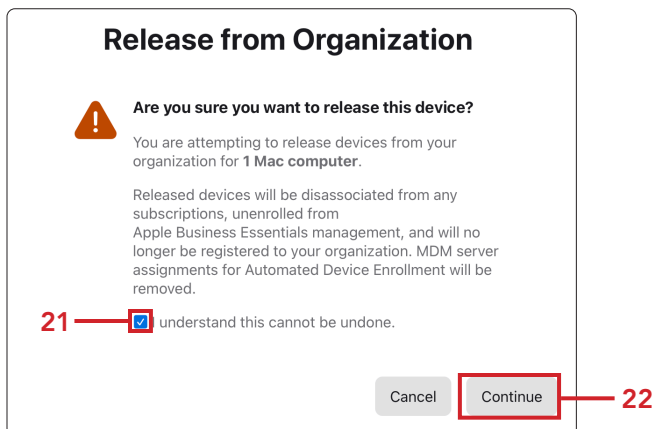 Release from Organization
Are you sure you want to release this device?
You are attempting to release devices from your
organization for 1 Mac computer.
Released devices will be disassociated from any
subscriptions, unenrolled from
Apple Business Essentials management, and will no
longer be registered to your organization. MDM server
assignments for Automated Device Enrollment will be
removed.
21 understand this cannot be undone.
Cancel Continue 22